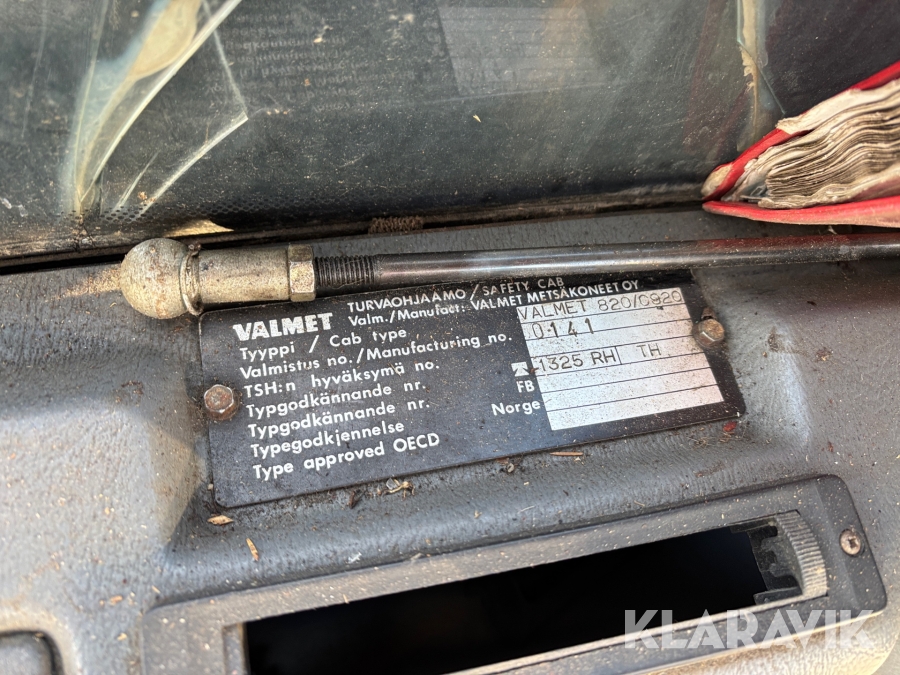 VALMET TURVAOHJAAMO / SAFETY CAB
Valm./Manufact: VALMET METSÄKONEET OY
Tyyppi / Cab type VALMET 820/C920
Valmistus no./Manufacturing no. 0141
TSH:n hyväksymä no. 1325 RH TH
Typgodkännande nr. FB
Typgodkännande nr. Norge
Typegodkjennelse
Type approved OECD
KLARAVIK